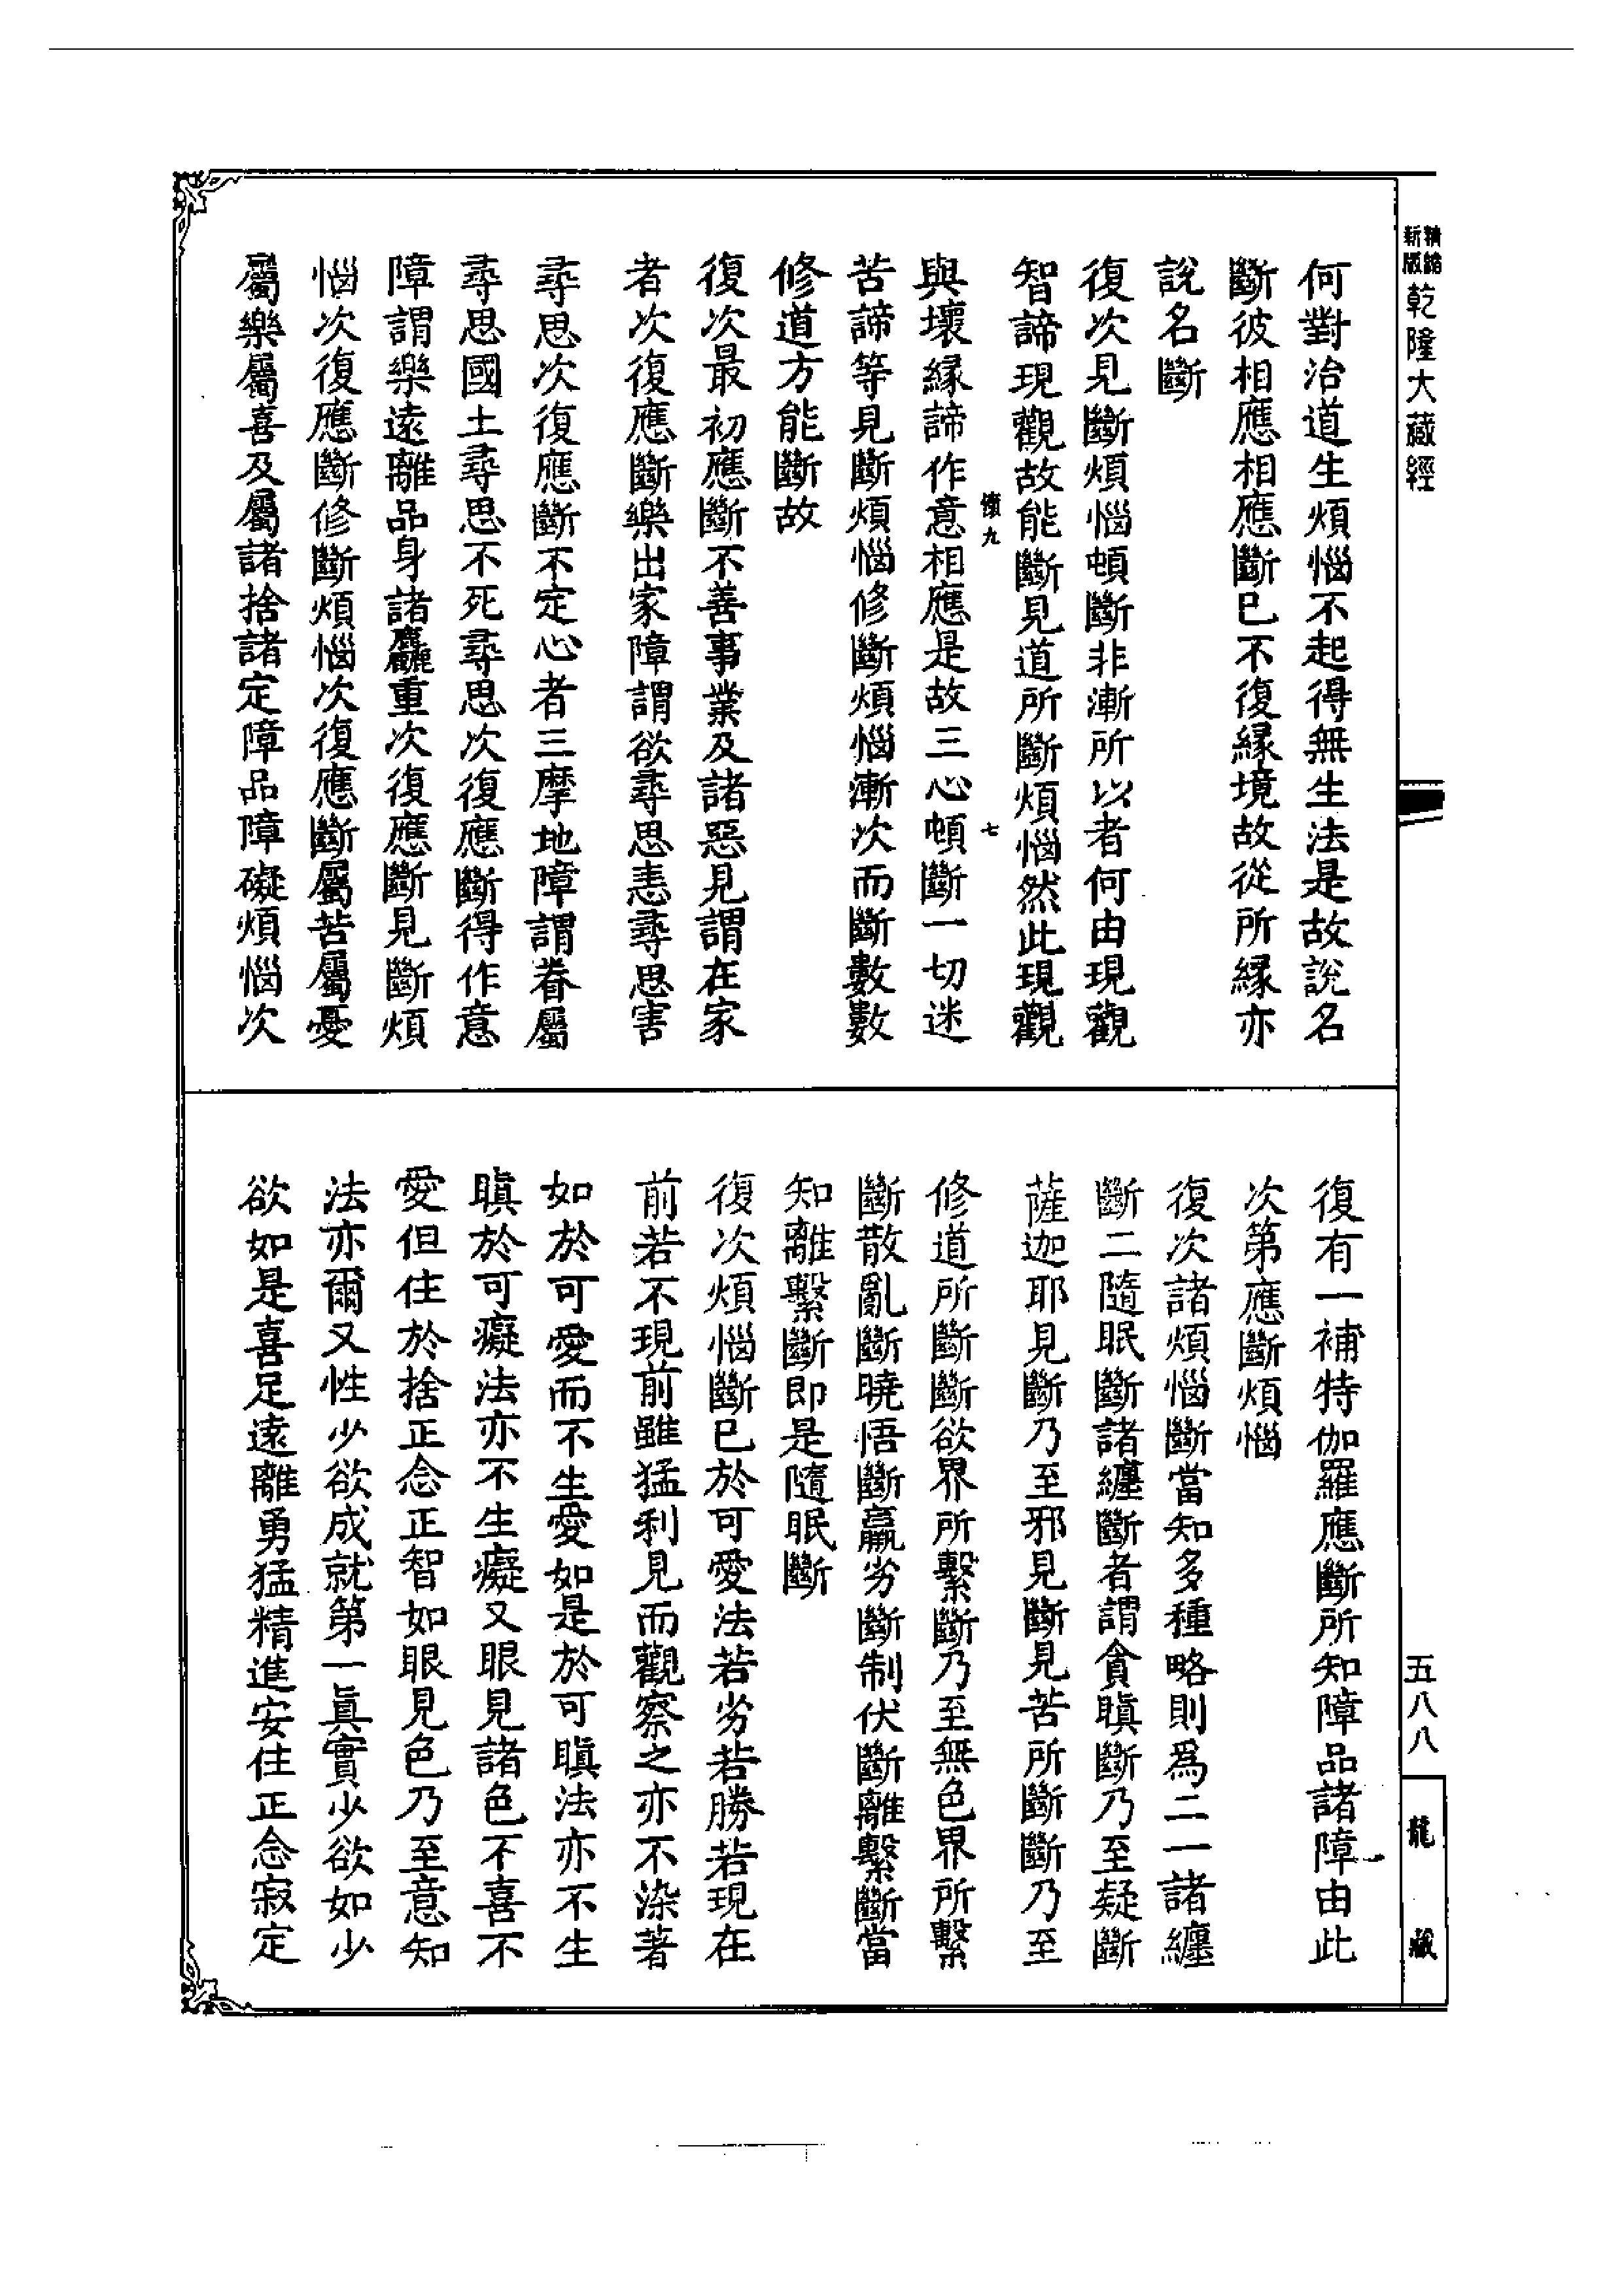 精縮
新版
乾隆大藏經
五八八
龍藏
何對治道生煩惱不起得無生法是故說名
斷彼相應相應斷已不復緣境故從所緣亦
說名斷
復次見斷煩惱頓斷非漸所以者何由現觀
智諦現觀故能斷見道所斷煩惱然此現觀
九
七
與壞緣諦作意相應是故三心頓斷一切迷
苦諦等見斷煩惱修斷煩惱漸次而斷數數
修道方能斷故
復次最初應斷不善事業及諸惡見謂在家
者次復應斷樂出家障謂欲尋思恚尋思害
尋思次復應斷不定心者三摩地障謂眷屬
尋思國土尋思不死尋思次復應斷得作意
障謂樂遠離品身諸麤重次復應斷見斷煩
惱次復應斷修斷煩惱次復應斷屬苦屬憂
屬樂屬喜及屬諸捨諸定障品障礙煩惱次
復有一補特伽羅應斷所知障品諸障由此
次第應斷煩惱
復次諸煩惱斷當知多種略則爲二一諸纏
斷二隨眠斷諸纏斷者謂貪瞋斷乃至疑斷
薩迦耶見斷乃至邪見斷見苦所斷斷乃至
修道所斷斷欲界所繫斷乃至無色界所繫
斷散亂斷曉悟斷羸劣斷制伏斷離繫斷當
知離繫斷即是隨眠斷
復次煩惱斷已於可愛法若劣若勝若現在
前若不現前雖猛利見而觀察之亦不染著
如於可愛而不生愛如是於可瞋法亦不生
瞋於可癡法亦不生癡又眼見諸色不喜不
愛但住於捨正念正智如眼見色乃至意知
法亦爾又性少欲成就第一真實少欲如少
欲如是喜足遠離勇猛精進安住正念寂定